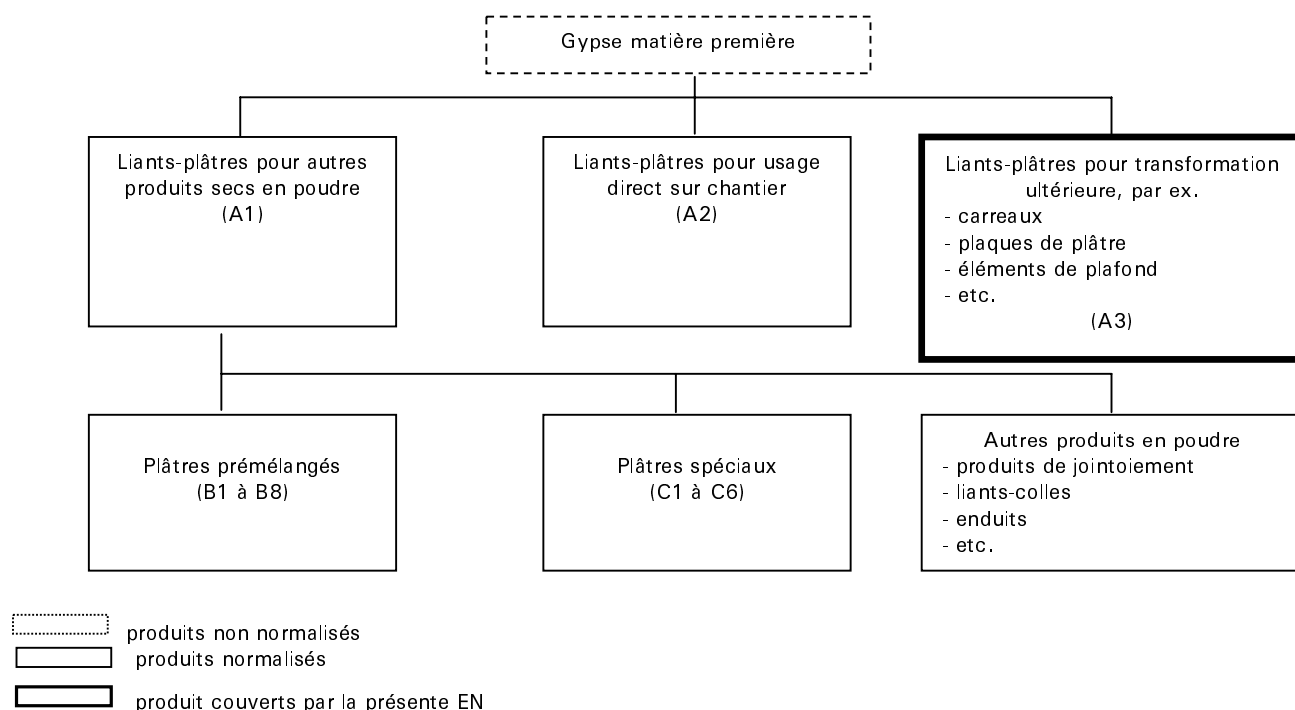 Gypse matière première
Liants-plâtres pour autres
produits secs en poudre
(A1)
Liants-plâtres pour usage
direct sur chantier
(A2)
Liants-plâtres pour transformation
ultérieure, par ex.
- carreaux
- plaques de plâtre
- éléments de plafond
- etc.
(A3)
Plâtres prémélangés
(B1 à B8)
Plâtres spéciaux
(C1 à C6)
Autres produits en poudre
- produits de jointoiement
- liants-colles
- enduits
- etc.
produits non normalisés
produits normalisés
produit couverts par la présente EN